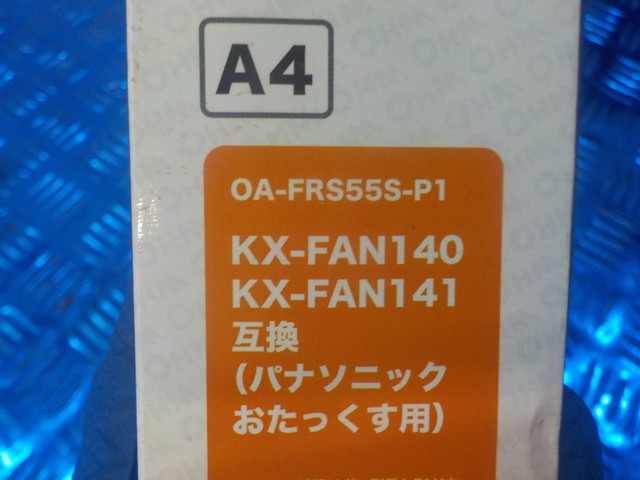 A4
OA-FRS55S-P1
KX-FAN140
KX-FAN141
互換
(パナソニック
おたっくす用)